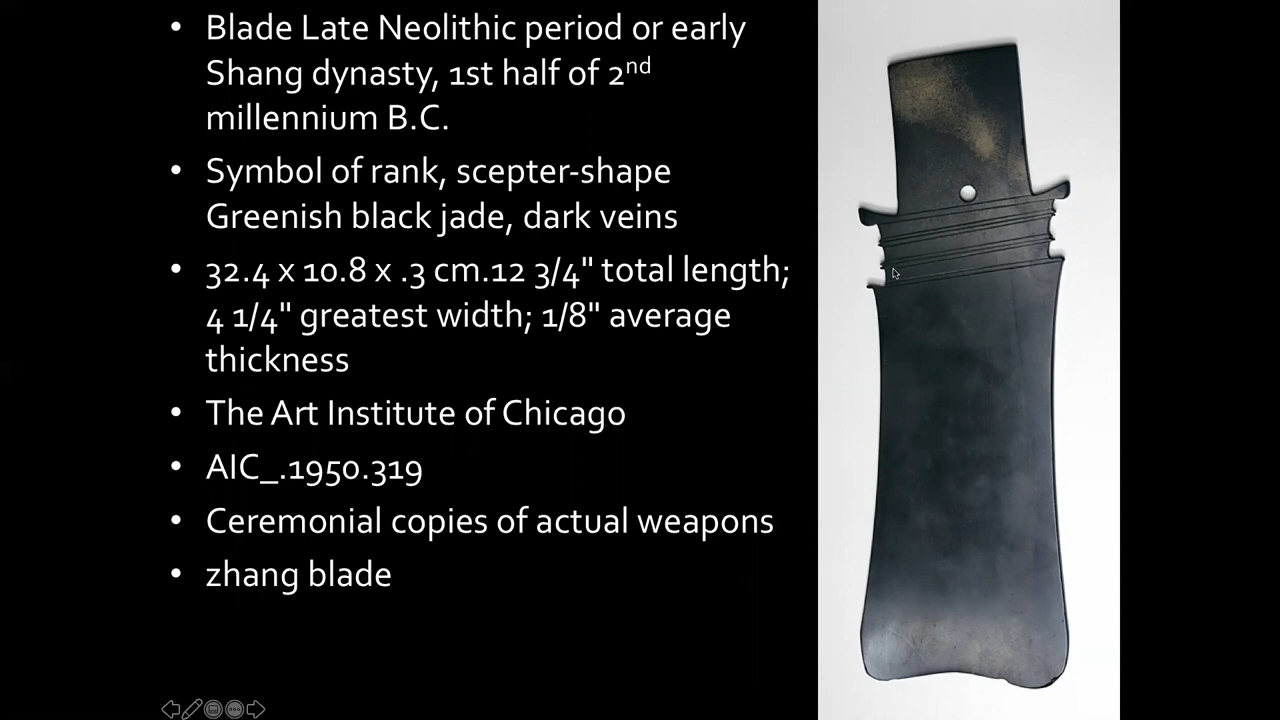 • Blade Late Neolithic period or early
Shang dynasty, 1st half of 2nd
millennium B.C.
• Symbol of rank, scepter-shape
Greenish black jade, dark veins
• 32.4 x 10.8 x .3 cm.12 3/4" total length;
4 1/4" greatest width; 1/8" average
thickness
• The Art Institute of Chicago
• AIC_.1950.319
• Ceremonial copies of actual weapons
• zhang blade